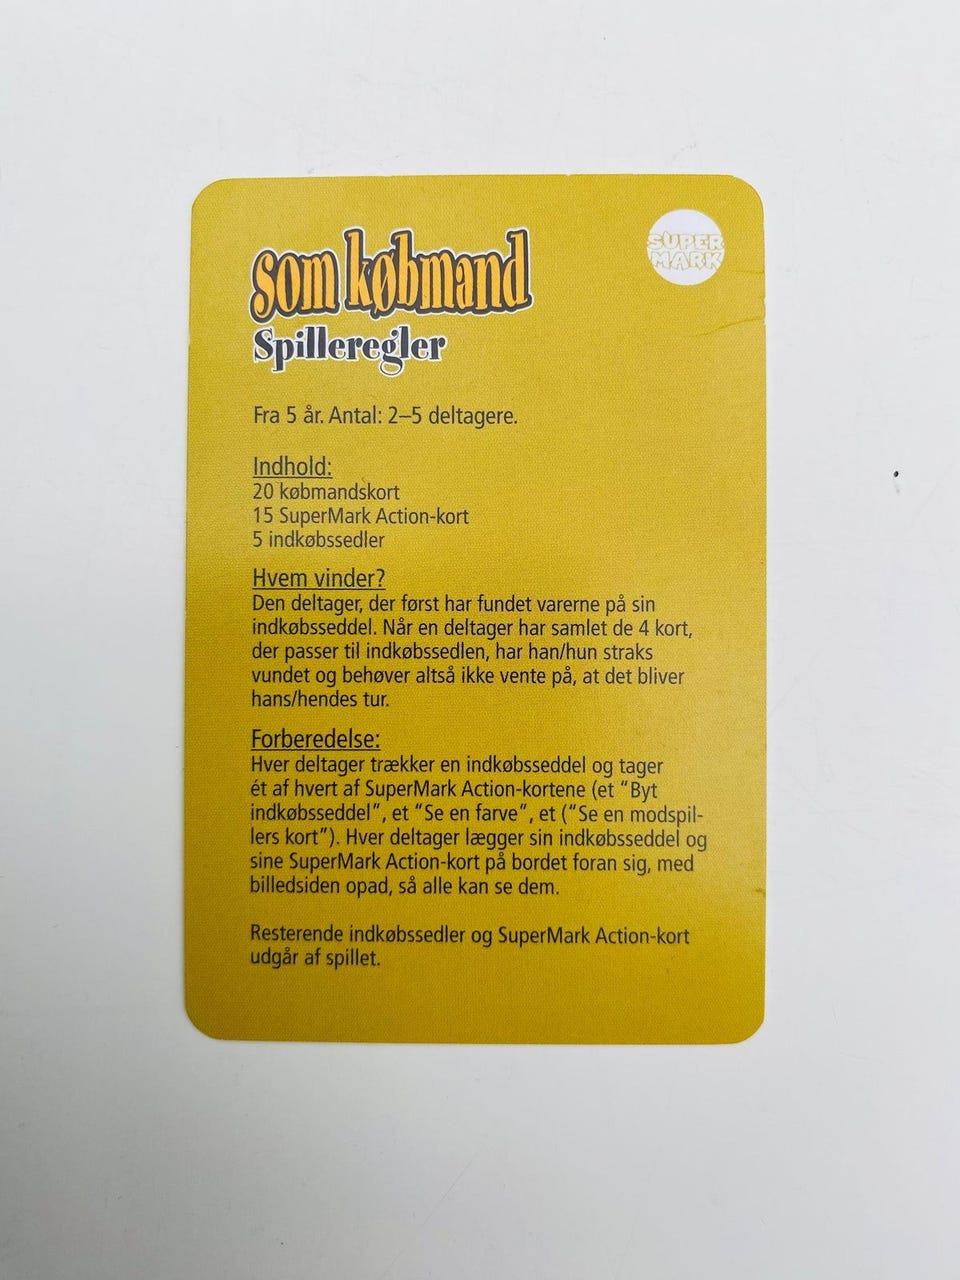 som købmand
SUPER
MARK
Spilleregler
Fra 5 år. Antal: 2–5 deltagere.
Indhold:
20 købmandskort
15 SuperMark Action-kort
5 indkøbssedler
Hvem vinder?
Den deltager, der først har fundet varerne på sin
indkøbsseddel. Når en deltager har samlet de 4 kort,
der passer til indkøbssedlen, har han/hun straks
vundet og behøver altså ikke vente på, at det bliver
hans/hendes tur.
Forberedelse:
Hver deltager trækker en indkøbsseddel og tager
ét af hvert af SuperMark Action-kortene (et “Byt
indkøbsseddel”, et “Se en farve”, et (“Se en modspil-
lers kort”). Hver deltager lægger sin indkøbsseddel og
sine SuperMark Action-kort på bordet foran sig, med
billedsiden opad, så alle kan se dem.
Resterende indkøbssedler og SuperMark Action-kort
udgår af spillet.